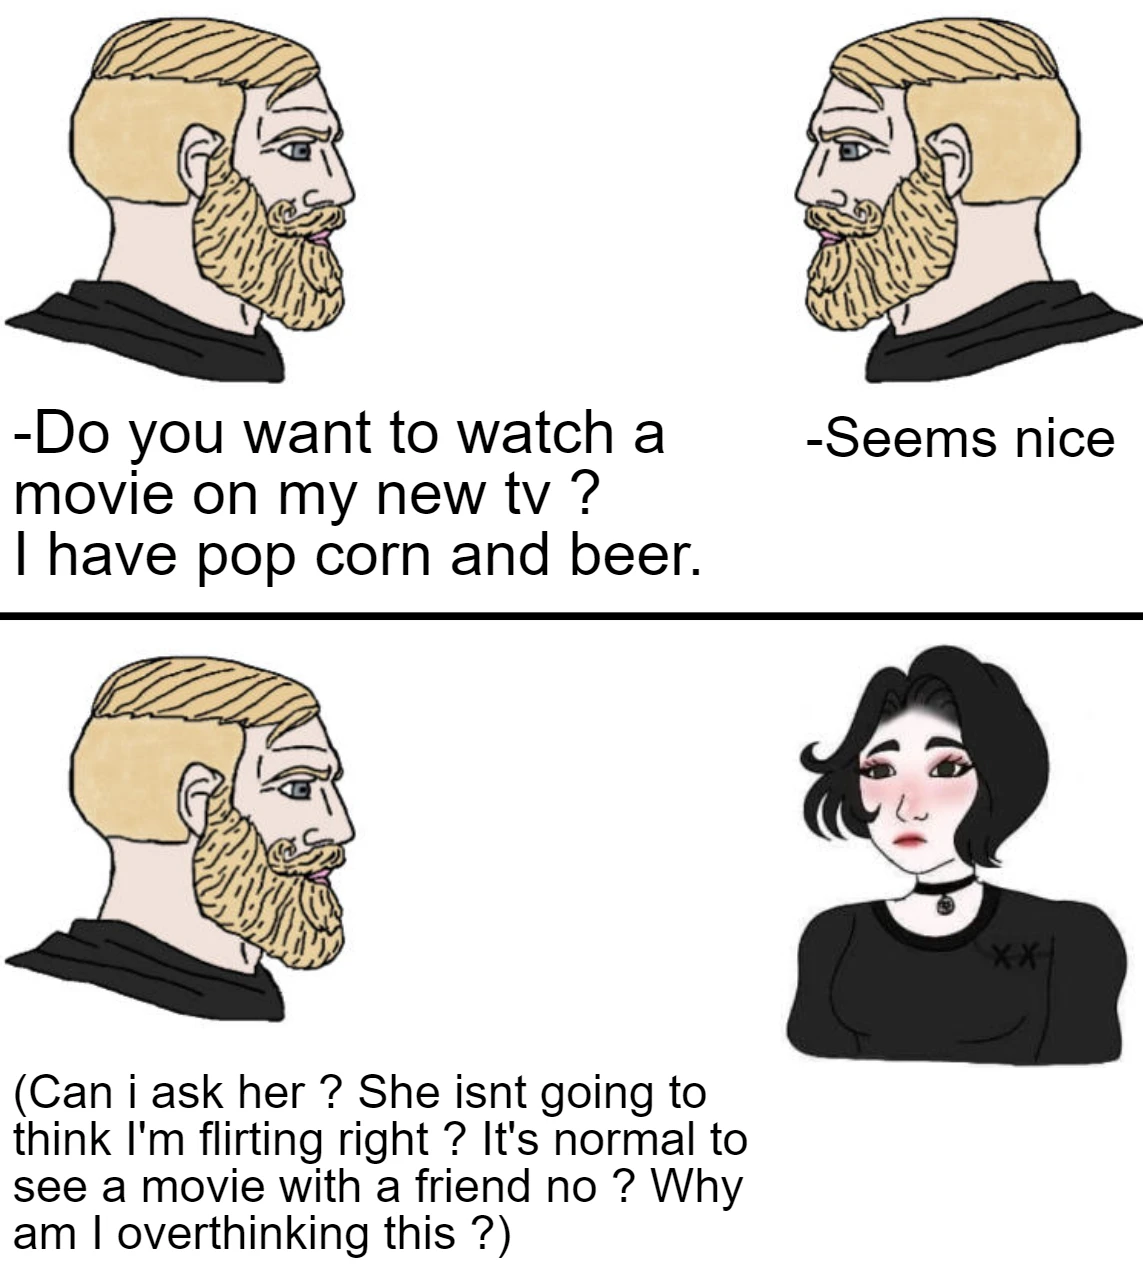 -Do you want to watch a
movie on my new tv ?
I have pop corn and beer.
-Seems nice
(Can i ask her ? She isnt going to
think I'm flirting right ? It's normal to
see a movie with a friend no ? Why
am I overthinking this ?)